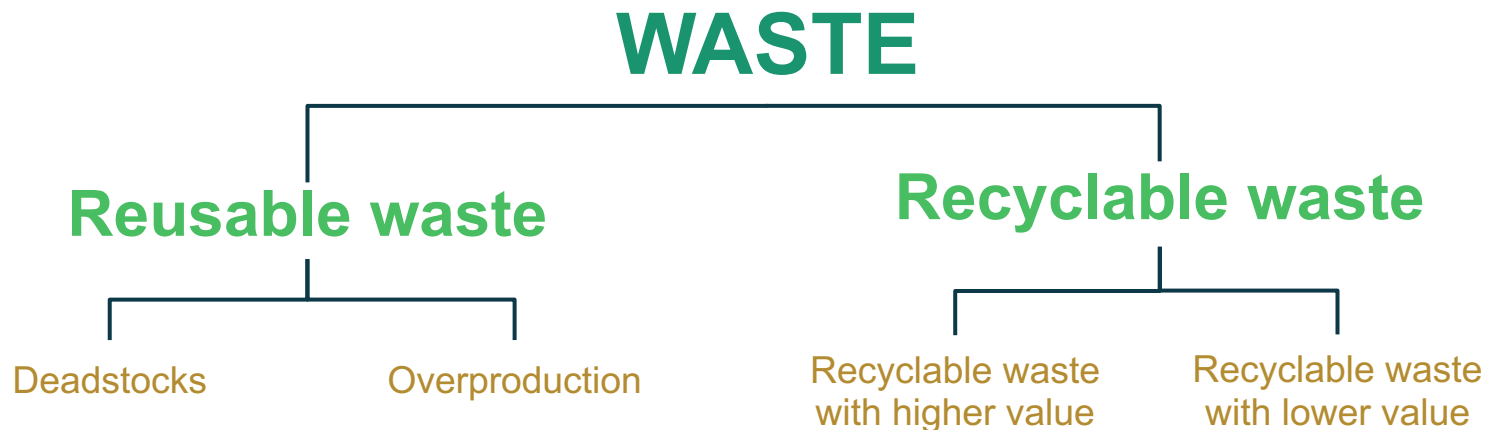 WASTE
Reusable waste
Recyclable waste
Deadstocks
Overproduction
Recyclable waste
with higher value
Recyclable waste
with lower value